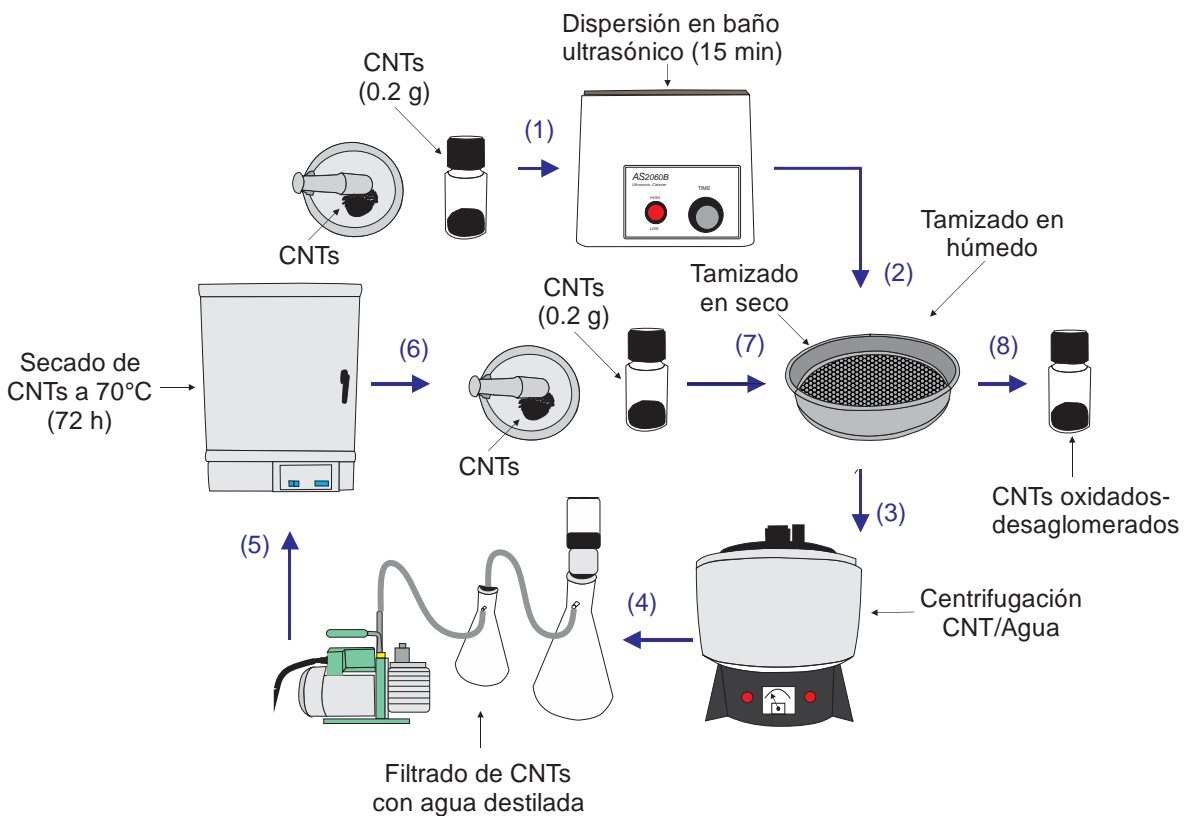 Dispersión en baño
ultrasónico (15 min)
CNTs
(0.2 g)
(1)
AS2060B
Ultrasonic Cleaner
TIME
HIGH
LOW
CNTs
Tamizado en
húmedo
(2)
Tamizado
en seco
CNTs
(0.2 g)
Secado de
CNTs a 70°C
(72 h)
(6)
(7)
(8)
CNTs
CNTs oxidados-
desaglomerados
(3)
(5)
(4)
Centrifugación
CNT/Agua
Filtrado de CNTs
con agua destilada